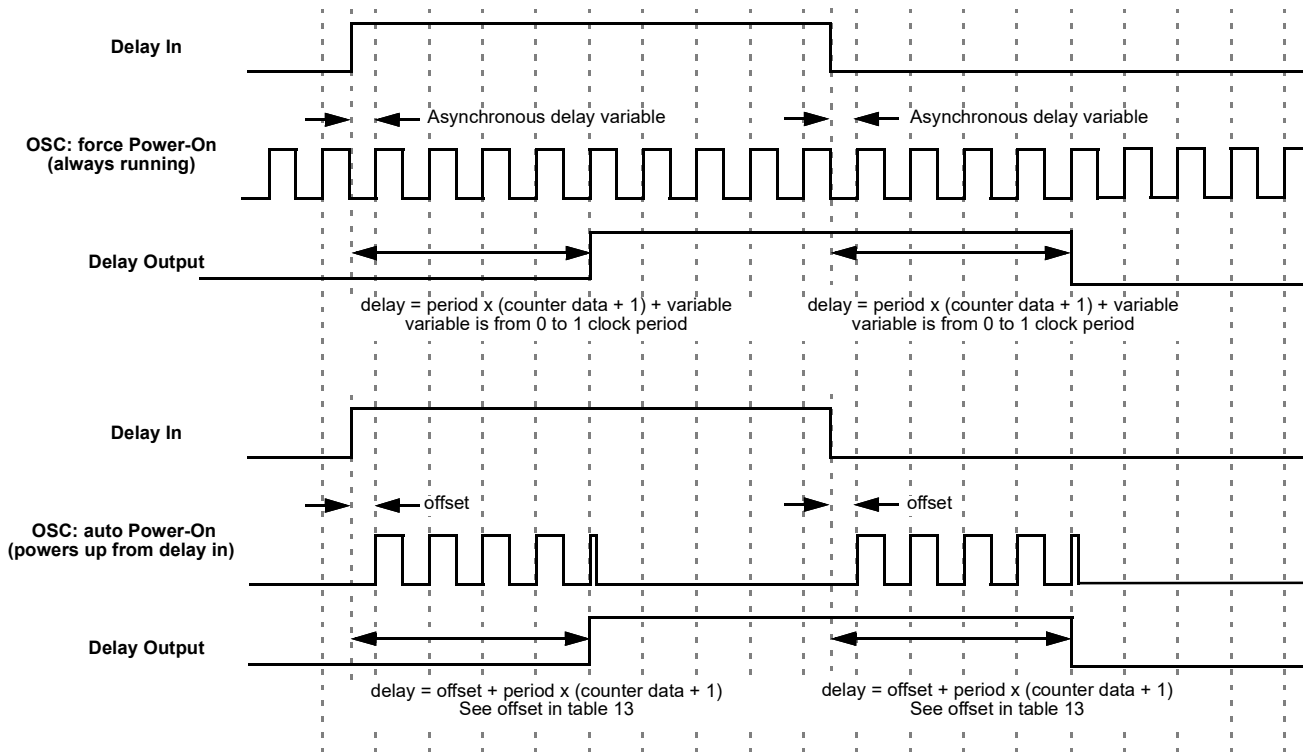 Delay In
Asynchronous delay variable
Asynchronous delay variable
OSC: force Power-On
(always running)
Delay Output
delay = period x (counter data + 1) + variable
variable is from 0 to 1 clock period
delay = period x (counter data + 1) + variable
variable is from 0 to 1 clock period
Delay In
offset
offset
OSC: auto Power-On
(powers up from delay in)
Delay Output
delay = offset + period x (counter data + 1)
See offset in table 13
delay = offset + period x (counter data + 1)
See offset in table 13